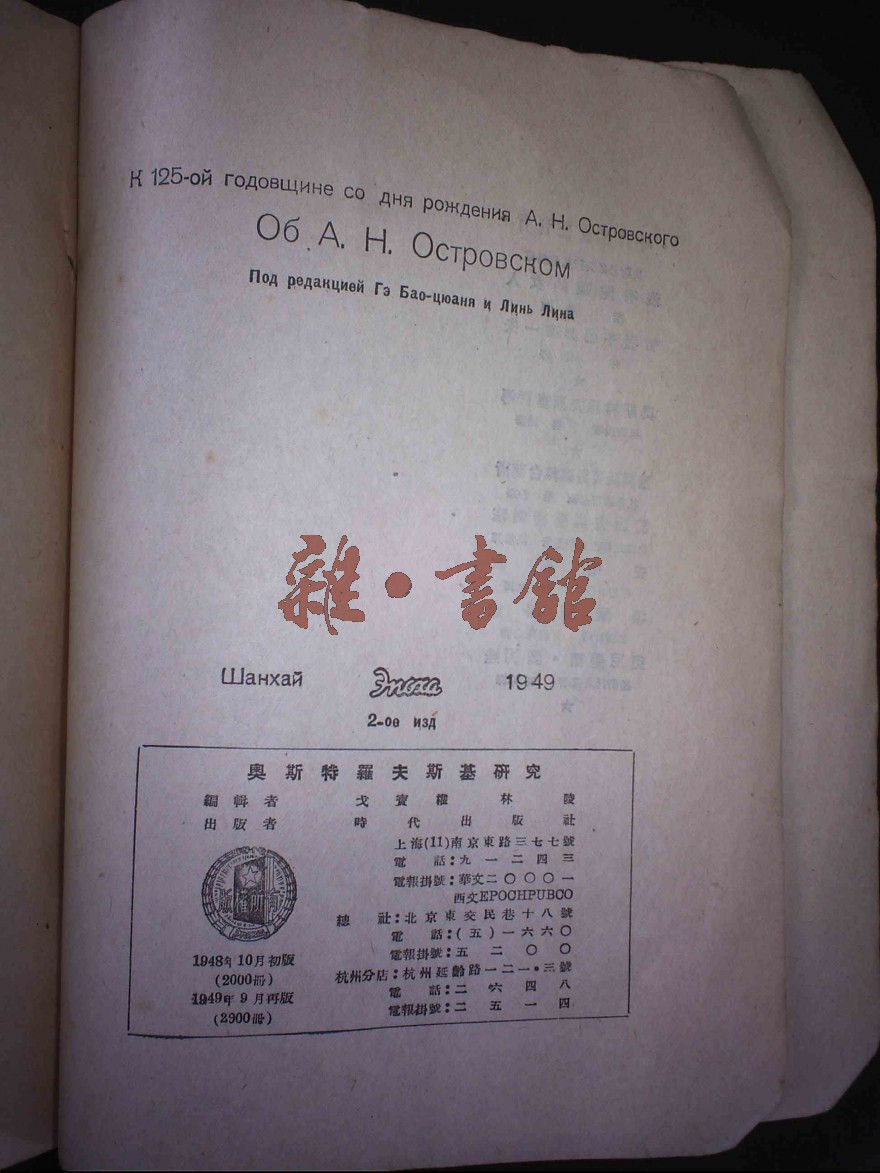 К 125-ой годовщине со дня рождения А. Н. Островского
Об А. Н. Островском
Под редакцией Гэ Бао-цюаня и Линь Лина
雜·書館
Шанхай Эпоха 1949
2-ое изд
奧斯特羅夫斯基研究
編輯者 戈寶權 林陵
出版者 時代出版社
上海(11)南京東路三七七號
電話:九一二四三
電報掛號:華文二〇〇〇一
西文EPOCHPUBCO
總社:北京東交民巷十八號
電話:(五)一六六〇
電報掛號:五二〇〇
杭州分店:杭州延齡路一二一·三號
電話:二六四八
電報掛號:二五一四
版權所有
1948年10月初版
(2000冊)
1949年9月再版
(2900冊)